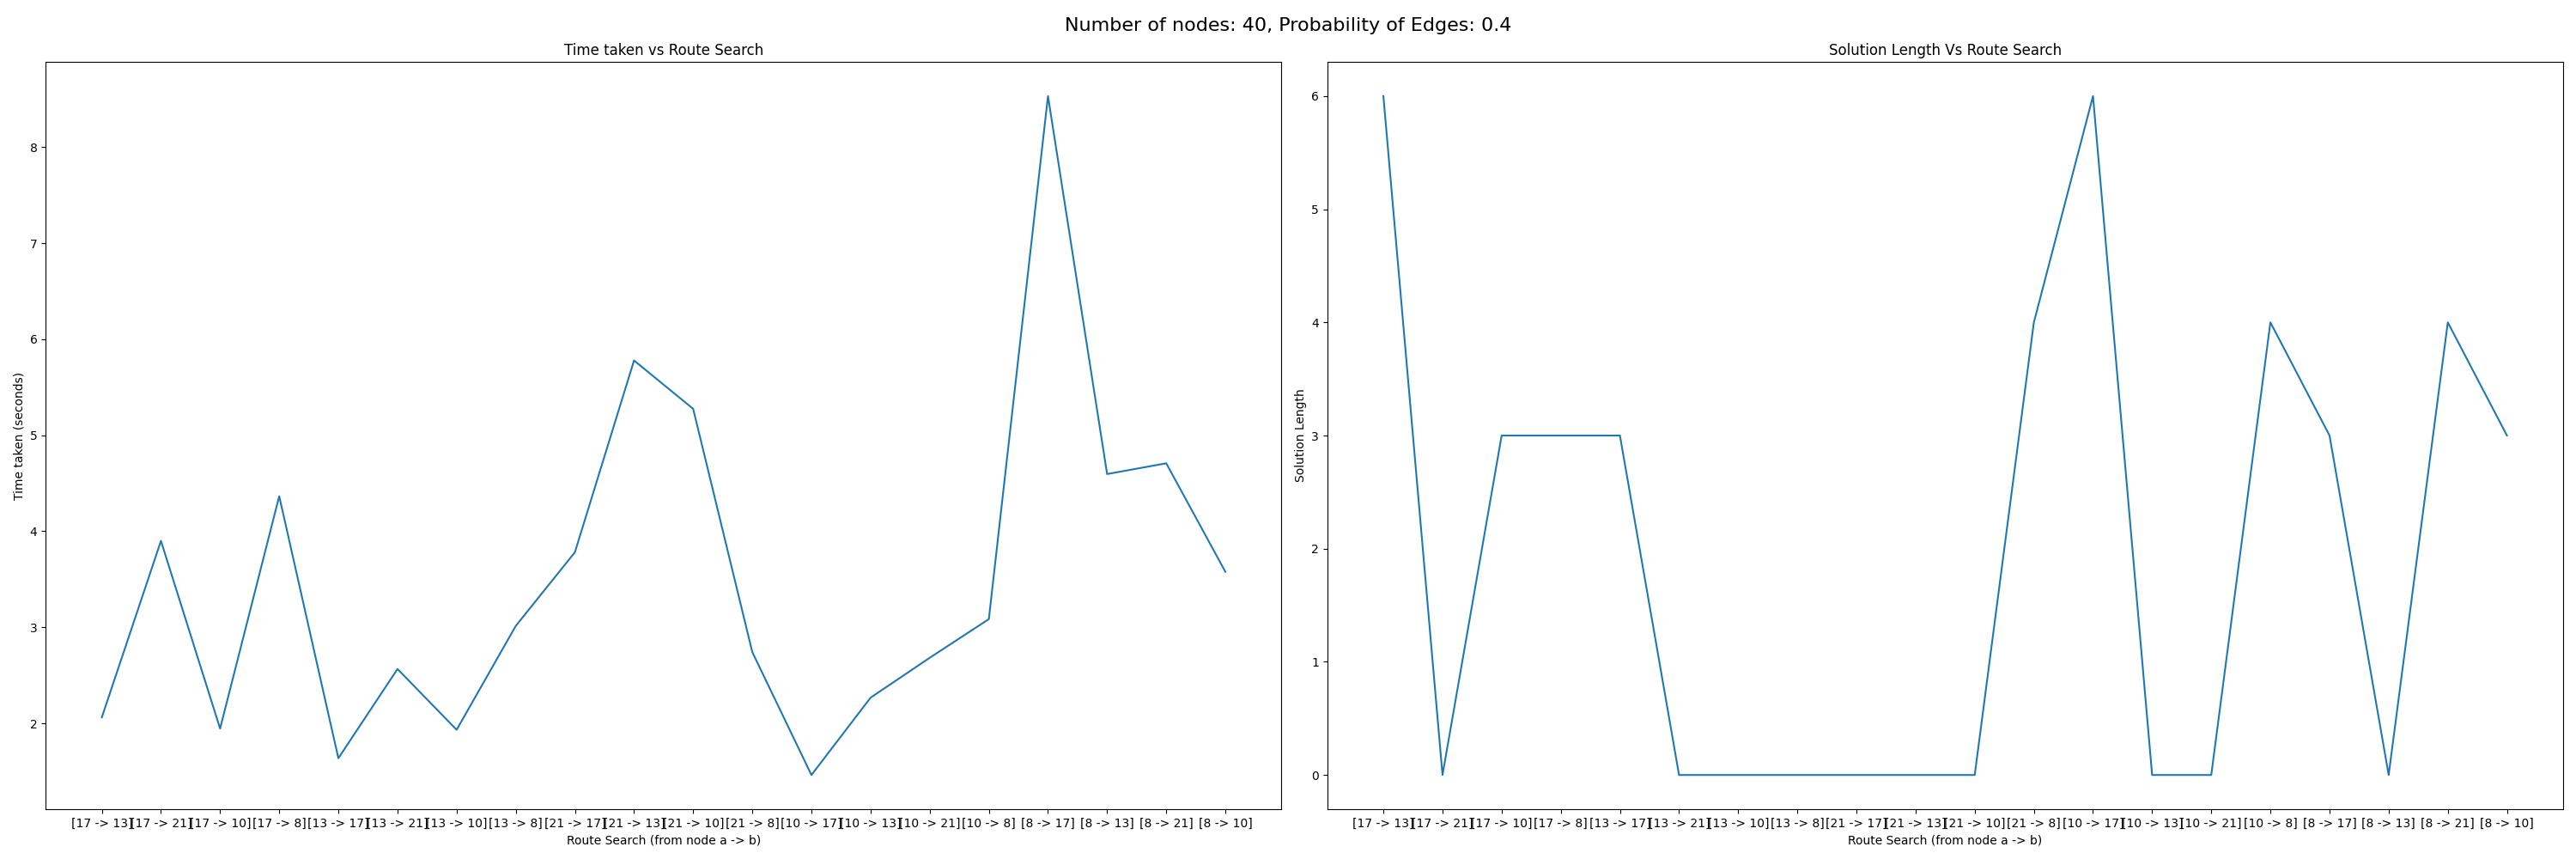 Number of nodes: 40, Probability of Edges: 0.4
Time taken vs Route Search
8
7
6
5
4
3
2
Time taken (seconds)
[17 -> 13] [17 -> 21] [17 -> 10] [17 -> 8] [13 -> 17] [13 -> 21] [13 -> 10] [13 -> 8] [21 -> 17] [21 -> 13] [21 -> 10] [21 -> 8] [10 -> 17] [10 -> 13] [10 -> 21] [10 -> 8] [8 -> 17] [8 -> 13] [8 -> 21] [8 -> 10]
Route Search (from node a -> b)
Solution Length Vs Route Search
6
5
4
3
2
1
0
Solution Length
[17 -> 13] [17 -> 21] [17 -> 10] [17 -> 8] [13 -> 17] [13 -> 21] [13 -> 10] [13 -> 8] [21 -> 17] [21 -> 13] [21 -> 10] [21 -> 8] [10 -> 17] [10 -> 13] [10 -> 21] [10 -> 8] [8 -> 17] [8 -> 13] [8 -> 21] [8 -> 10]
Route Search (from node a -> b)